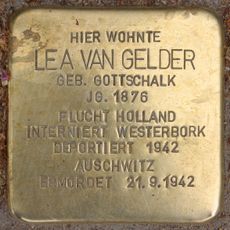 HIER WOHNTE
LEA VAN GELDER
GEB. GOTTSCHALK
JG. 1876
FLUCHT HOLLAND
INTERNIERT WESTERBORK
DEPORTIERT 1942
AUSCHWITZ
ERMORDET 21.9.1942